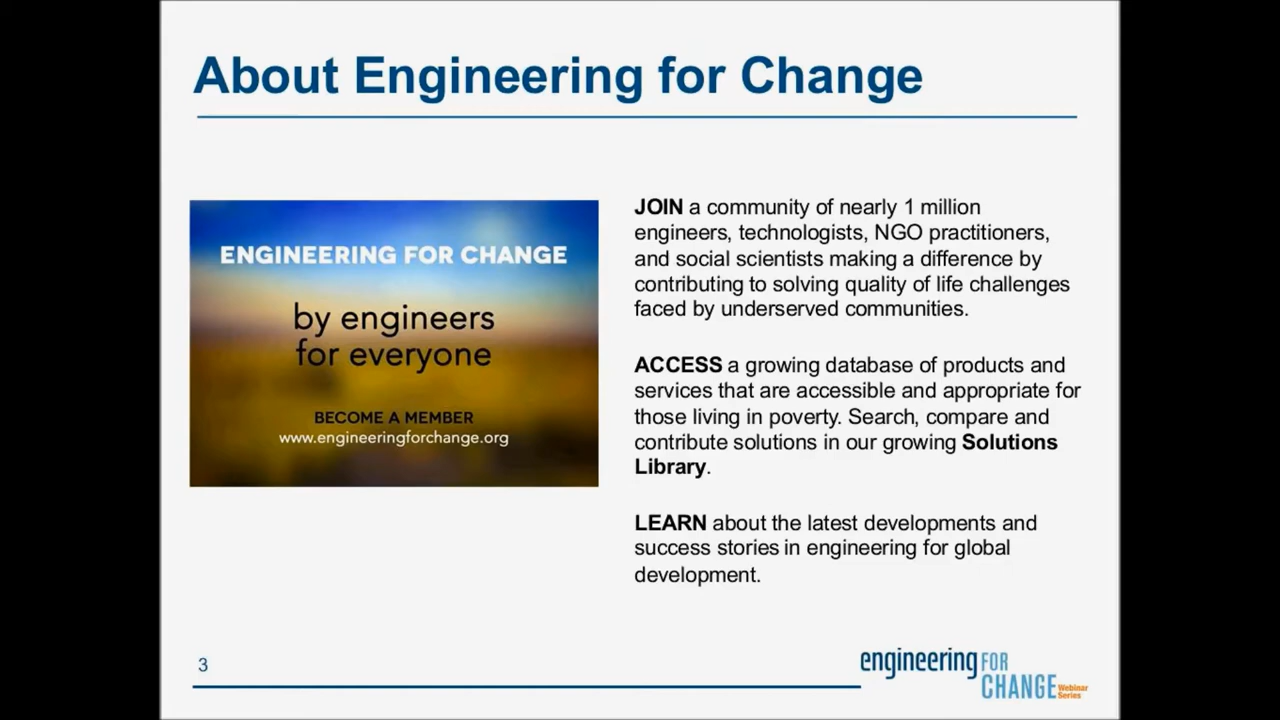 About Engineering for Change
ENGINEERING FOR CHANGE
by engineers
for everyone
BECOME A MEMBER
www.engineeringforchange.org
JOIN a community of nearly 1 million
engineers, technologists, NGO practitioners,
and social scientists making a difference by
contributing to solving quality of life challenges
faced by underserved communities.
ACCESS a growing database of products and
services that are accessible and appropriate for
those living in poverty. Search, compare and
contribute solutions in our growing Solutions
Library.
LEARN about the latest developments and
success stories in engineering for global
development.
3
engineering FOR
CHANGE Webinar
Series